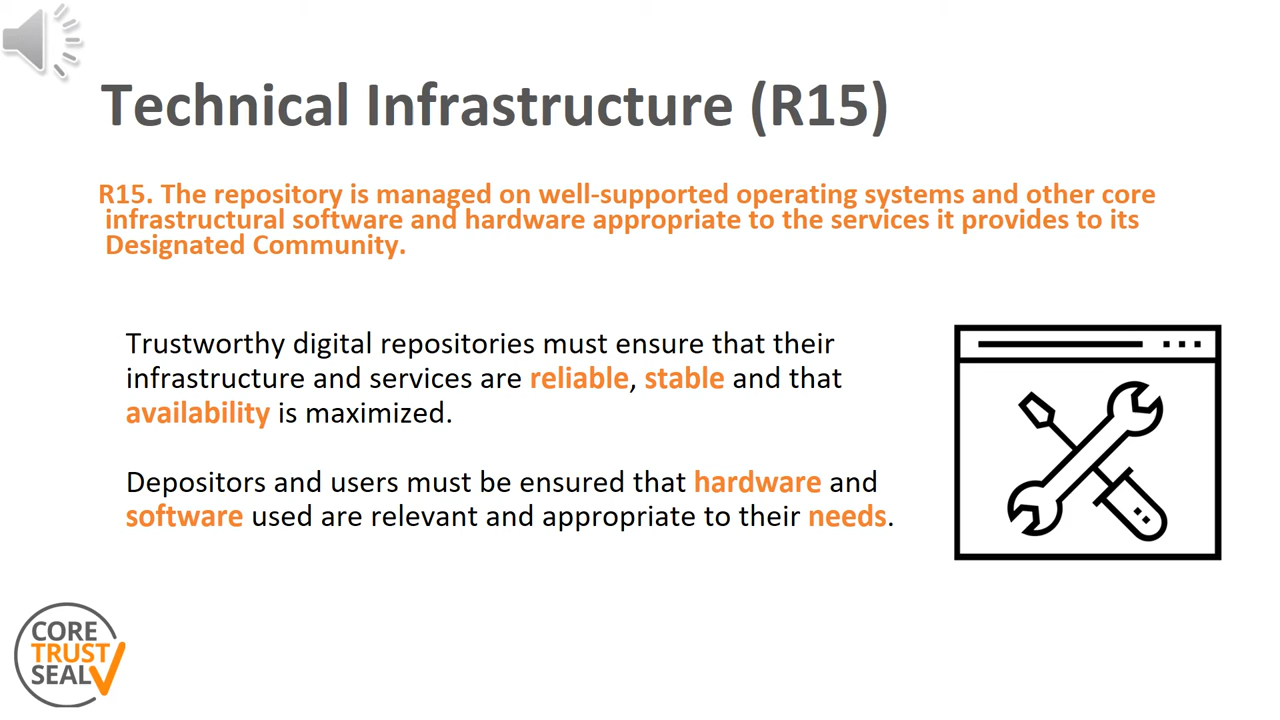 Technical Infrastructure (R15)
R15. The repository is managed on well-supported operating systems and other core
infrastructural software and hardware appropriate to the services it provides to its
Designated Community.
Trustworthy digital repositories must ensure that their
infrastructure and services are reliable, stable and that
availability is maximized.
Depositors and users must be ensured that hardware and
software used are relevant and appropriate to their needs.
CORE
TRUST
SEAL